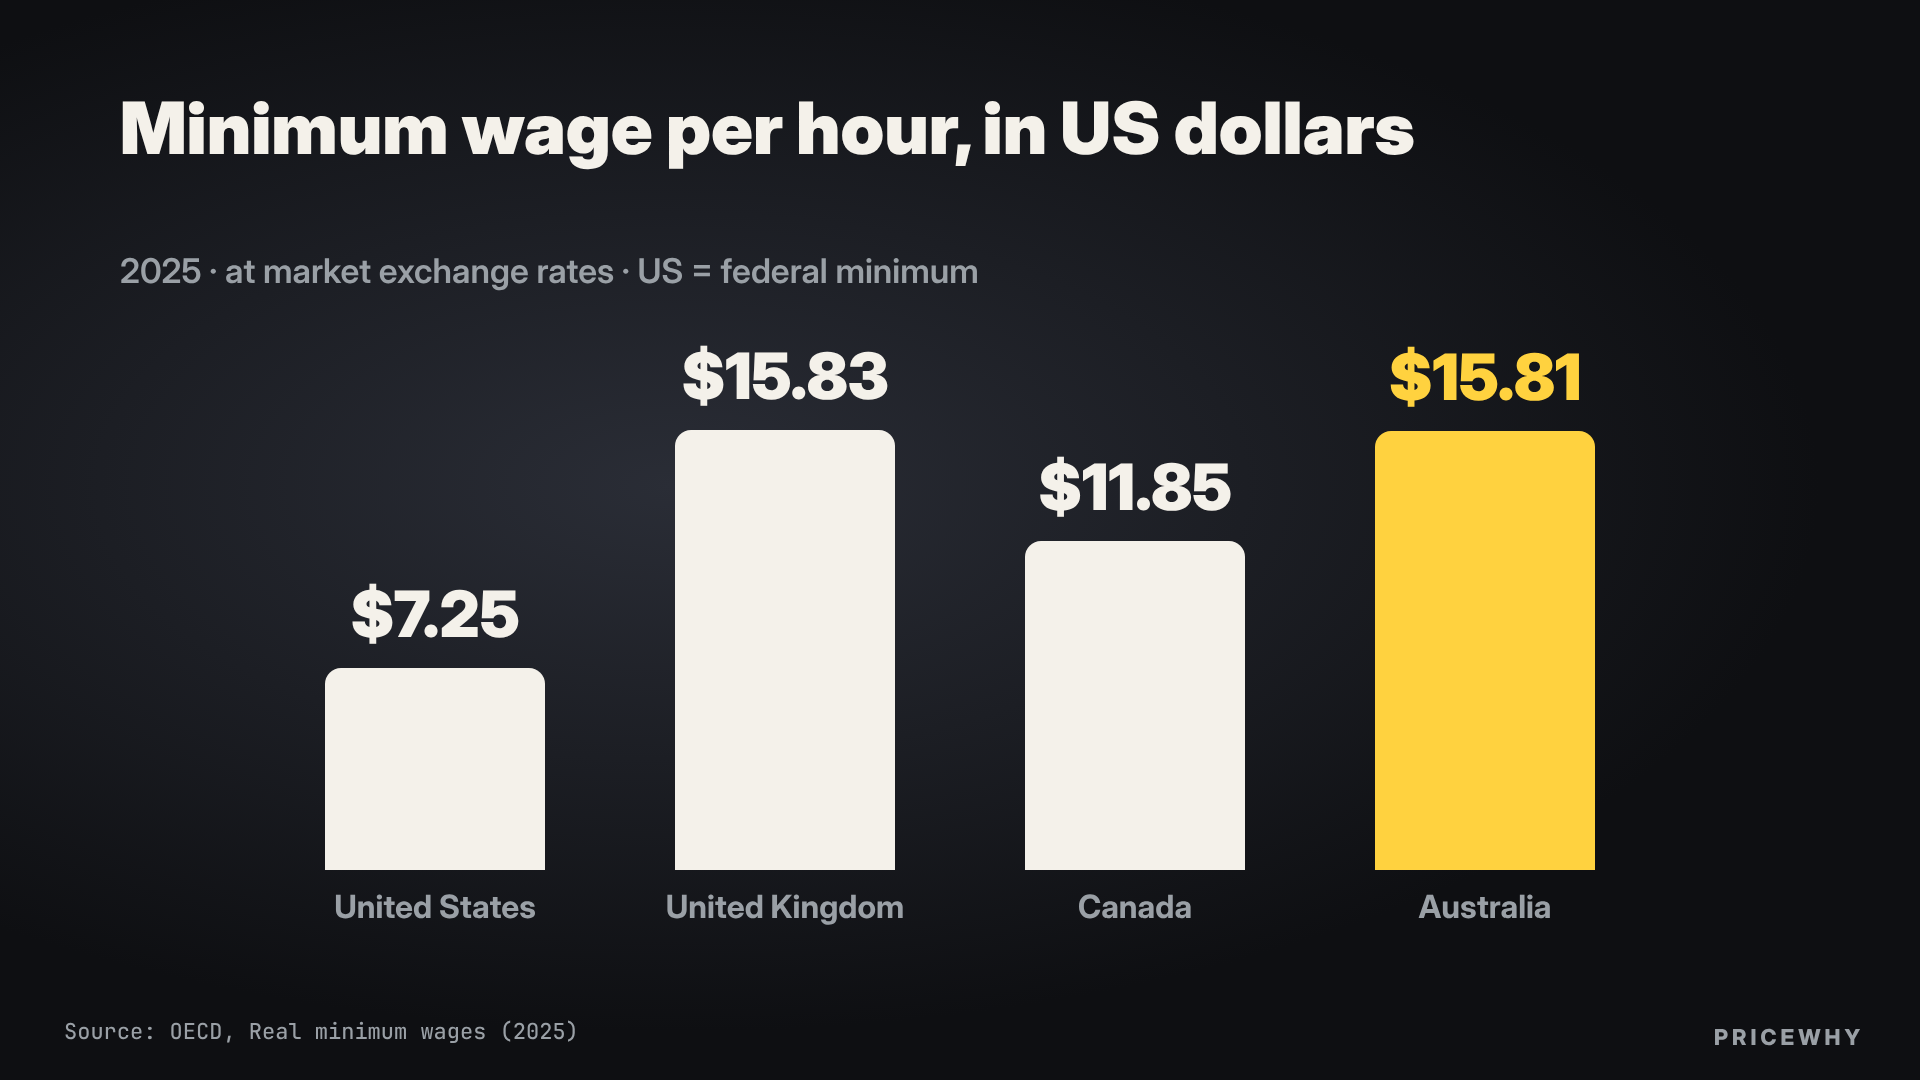 Minimum wage per hour, in US dollars
2025 · at market exchange rates · US = federal minimum
$7.25
$15.83
$11.85
$15.81
United States
United Kingdom
Canada
Australia
Source: OECD, Real minimum wages (2025)
PRICEWHY